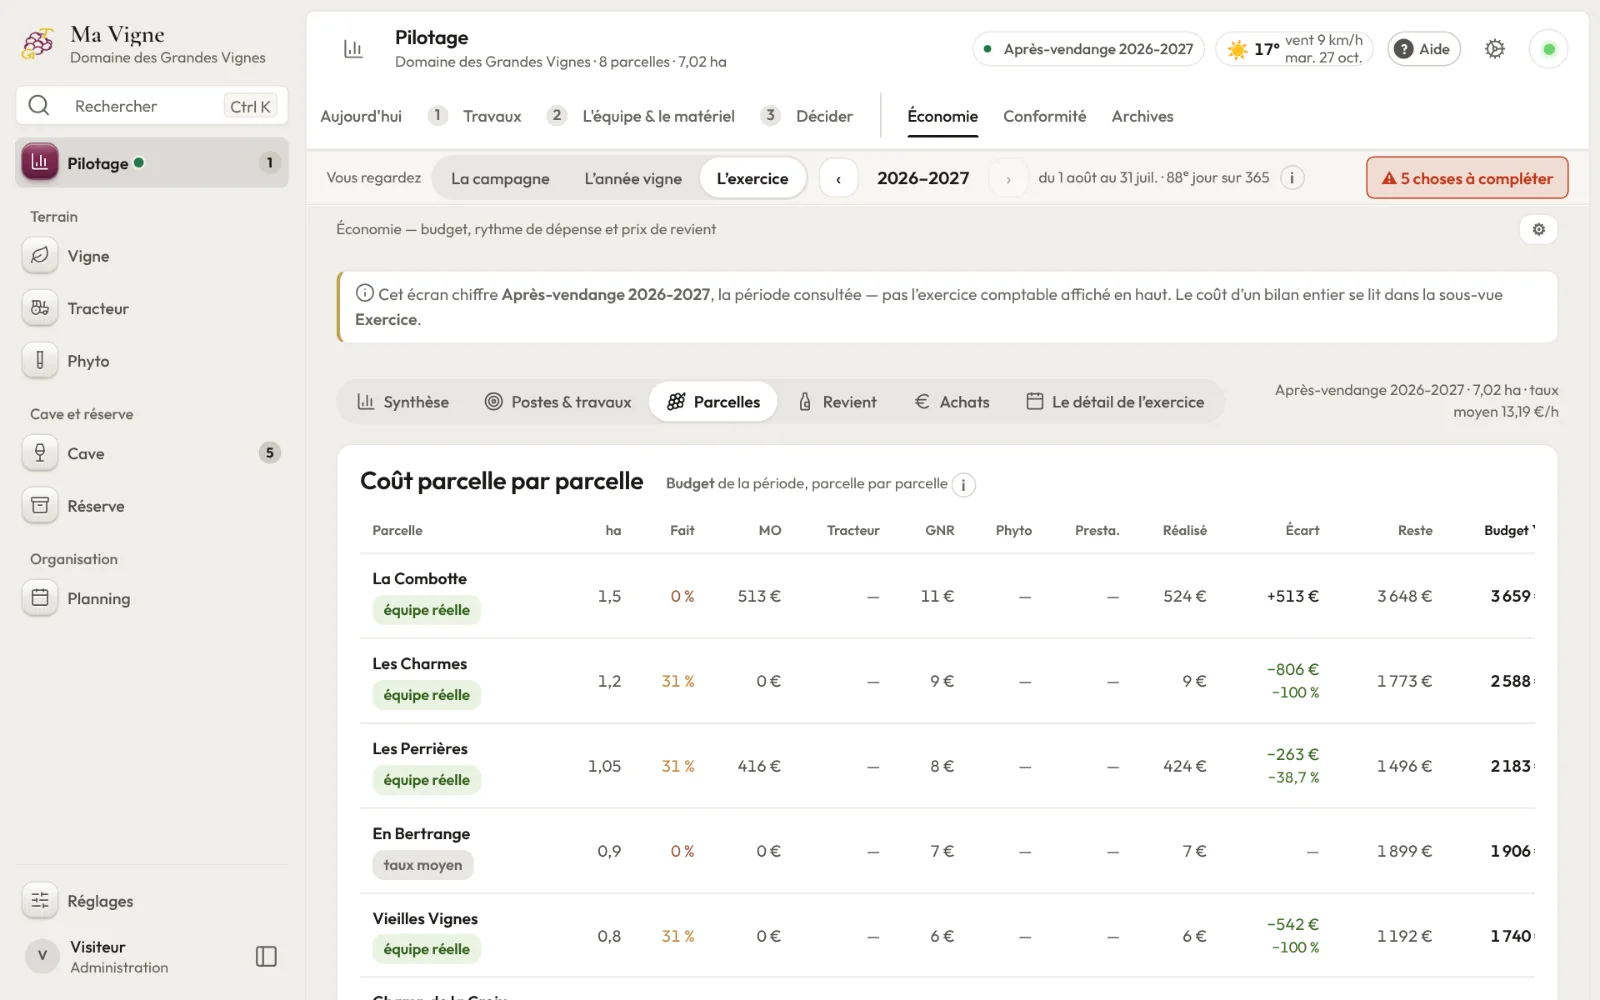 Ma Vigne
Domaine des Grandes Vignes
Rechercher Ctrl K
Pilotage 1
Terrain
Vigne
Tracteur
Phyto
Cave et réserve
Cave 5
Réserve
Organisation
Planning
Réglages
V Visiteur
Administration
Pilotage
Domaine des Grandes Vignes · 8 parcelles · 7,02 ha
Après-vendange 2026-2027
17° vent 9 km/h
mar. 27 oct.
? Aide
Aujourd'hui 1 Travaux 2 L'équipe & le matériel 3 Décider Économie Conformité Archives
Vous regardez La campagne L'année vigne L'exercice ‹ 2026–2027 › du 1 août au 31 juil. · 88e jour sur 365 i 5 choses à compléter
Économie — budget, rythme de dépense et prix de revient
Cet écran chiffre Après-vendange 2026-2027, la période consultée — pas l'exercice comptable affiché en haut. Le coût d'un bilan entier se lit dans la sous-vue
Exercice.
Synthèse Postes & travaux Parcelles Revient € Achats Le détail de l'exercice
Après-vendange 2026-2027 · 7,02 ha · taux
moyen 13,19 €/h
Coût parcelle par parcelle Budget de la période, parcelle par parcelle i
Parcelle ha Fait MO Tracteur GNR Phyto Presta. Réalisé Écart Reste Budget
La Combotte
équipe réelle
1,5 0 % 513 € — 11 € — — 524 € +513 € 3 648 € 3 659
Les Charmes
équipe réelle
1,2 31 % 0 € — 9 € — — 9 € −806 € 1 773 € 2 588
−100 %
Les Perrières
équipe réelle
1,05 31 % 416 € — 8 € — — 424 € −263 € 1 496 € 2 183
−38,7 %
En Bertrange
taux moyen
0,9 0 % 0 € — 7 € — — 7 € — 1 899 € 1 906
Vieilles Vignes
équipe réelle
0,8 31 % 0 € — 6 € — — 6 € −542 € 1 192 € 1 740
−100 %